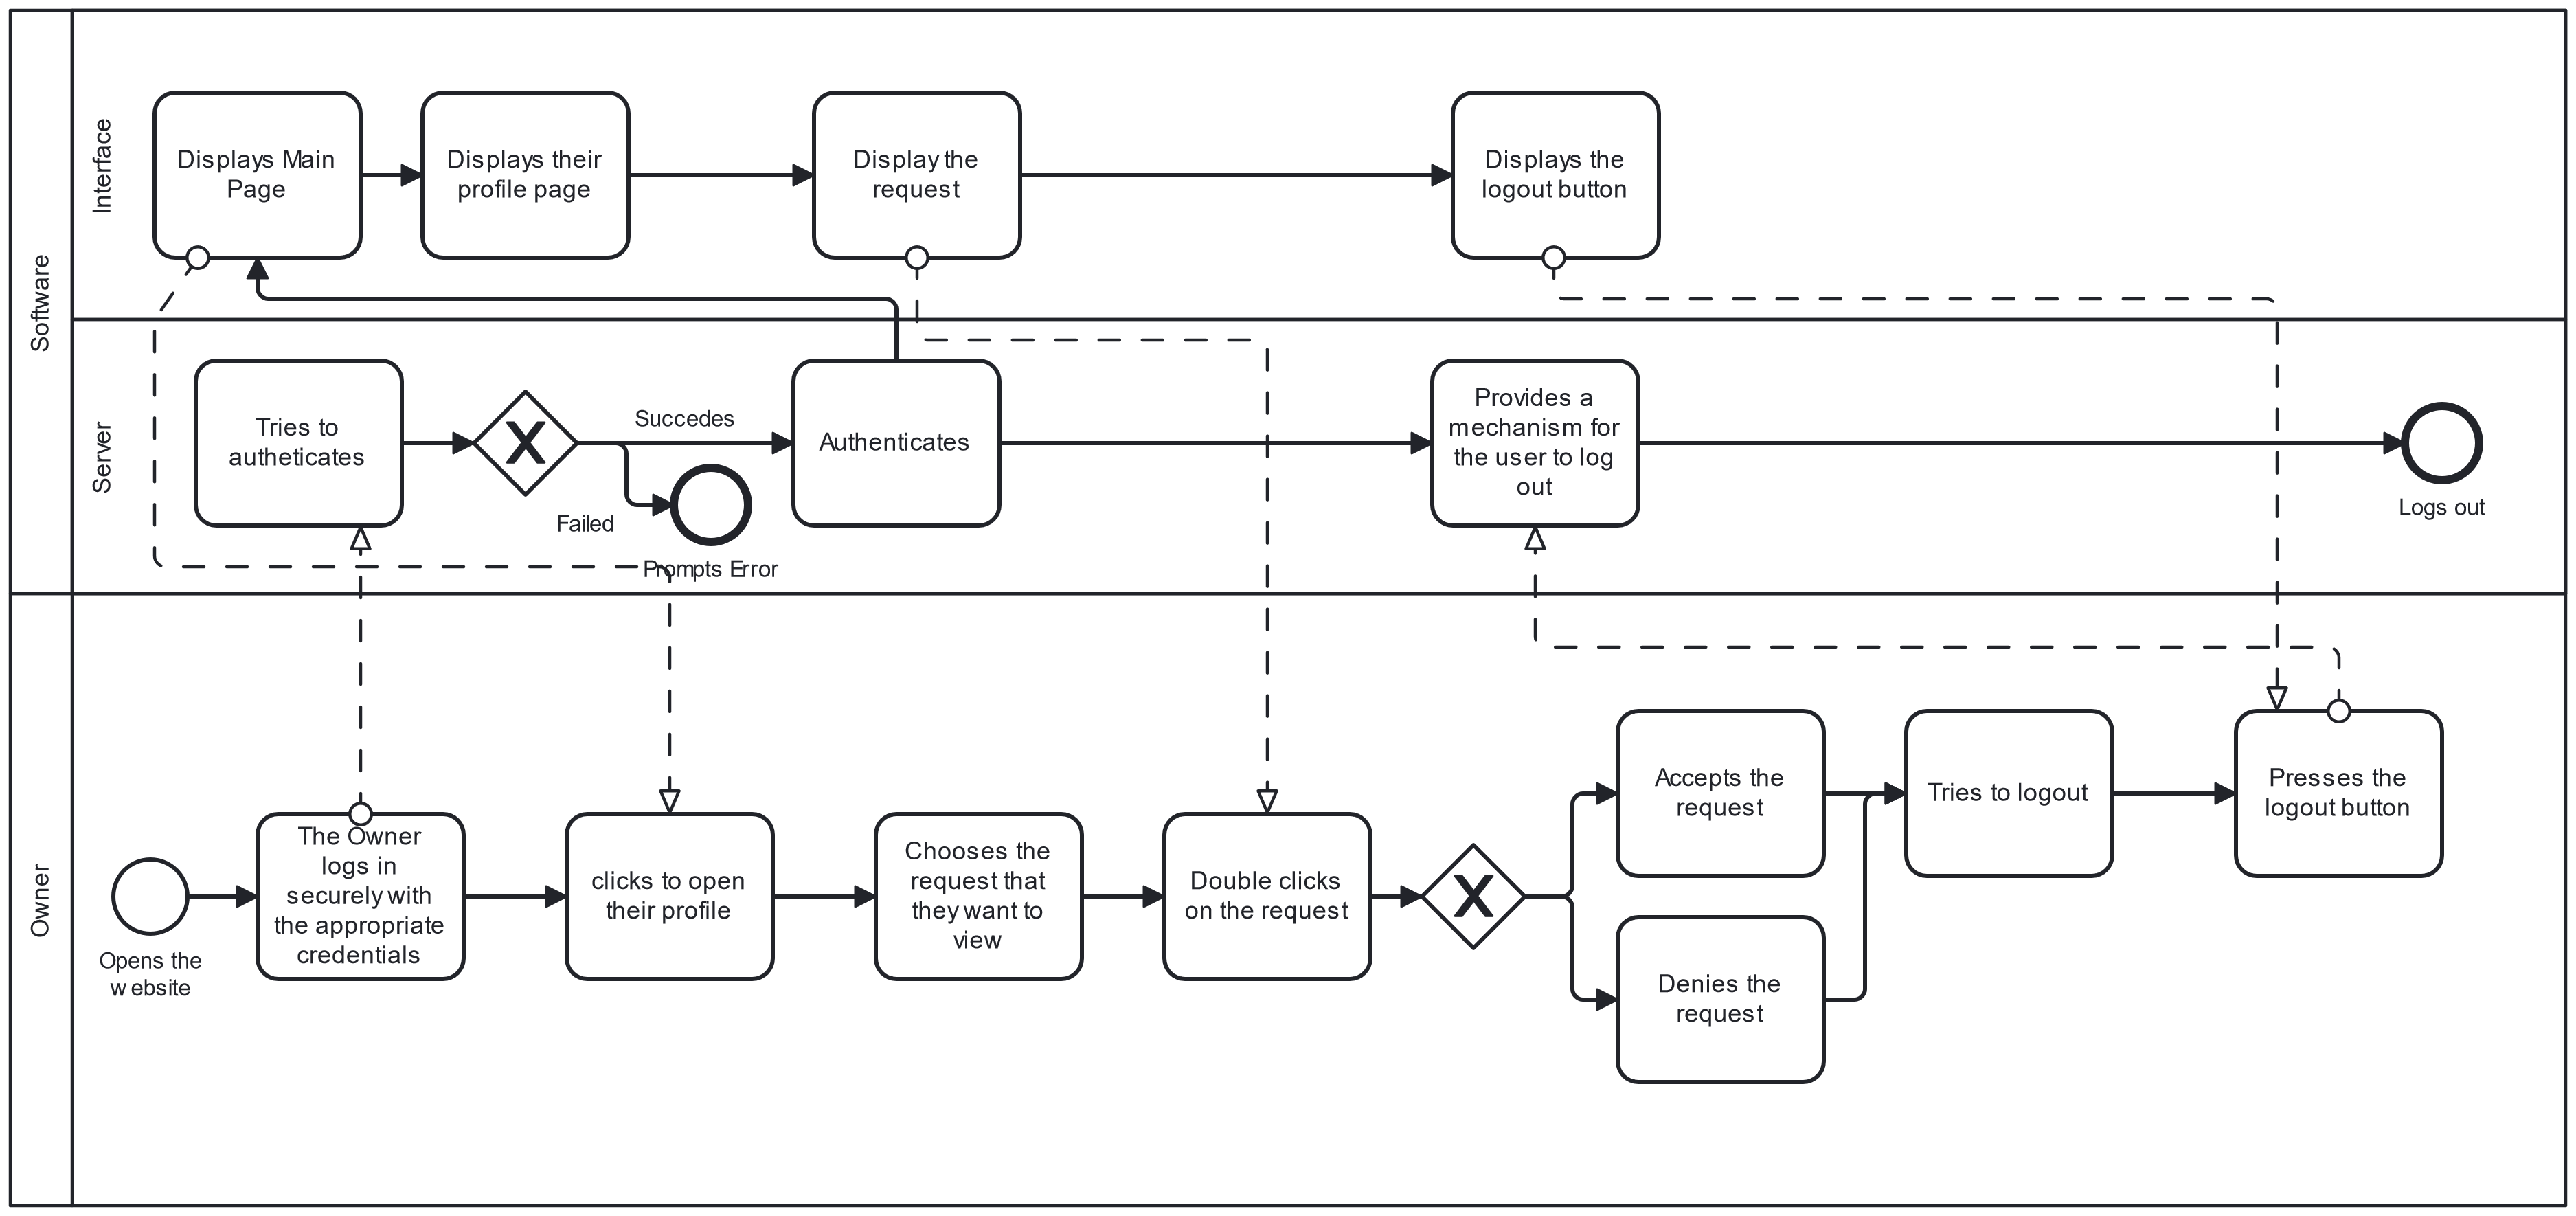 Software
Interface
Displays Main
Page
Displays their
profile page
Display the
request
Displays the
logout button
Server
Tries to
autheticates
Succedes
Failed
Prompts Error
Authenticates
Provides a
mechanism for
the user to log
out
Logs out
Owner
Opens the
website
The Owner
logs in
securely with
the appropriate
credentials
clicks to open
their profile
Chooses the
request that
they want to
view
Double clicks
on the request
Accepts the
request
Denies the
request
Tries to logout
Presses the
logout button